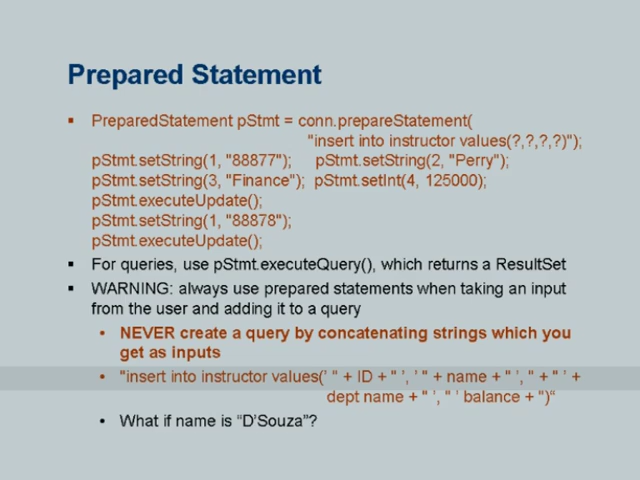 Prepared Statement
▪ PreparedStatement pStmt = conn.prepareStatement(
"insert into instructor values(?,?,?,?)");
pStmt.setString(1, "88877"); pStmt.setString(2, "Perry");
pStmt.setString(3, "Finance"); pStmt.setInt(4, 125000);
pStmt.executeUpdate();
pStmt.setString(1, "88878");
pStmt.executeUpdate();
▪ For queries, use pStmt.executeQuery(), which returns a ResultSet
▪ WARNING: always use prepared statements when taking an input
from the user and adding it to a query
• NEVER create a query by concatenating strings which you
get as inputs
• "insert into instructor values(’ " + ID + " ’, ’ " + name + " ’, " + " ’ +
dept name + " ’, " ’ balance + ")“
• What if name is “D’Souza”?